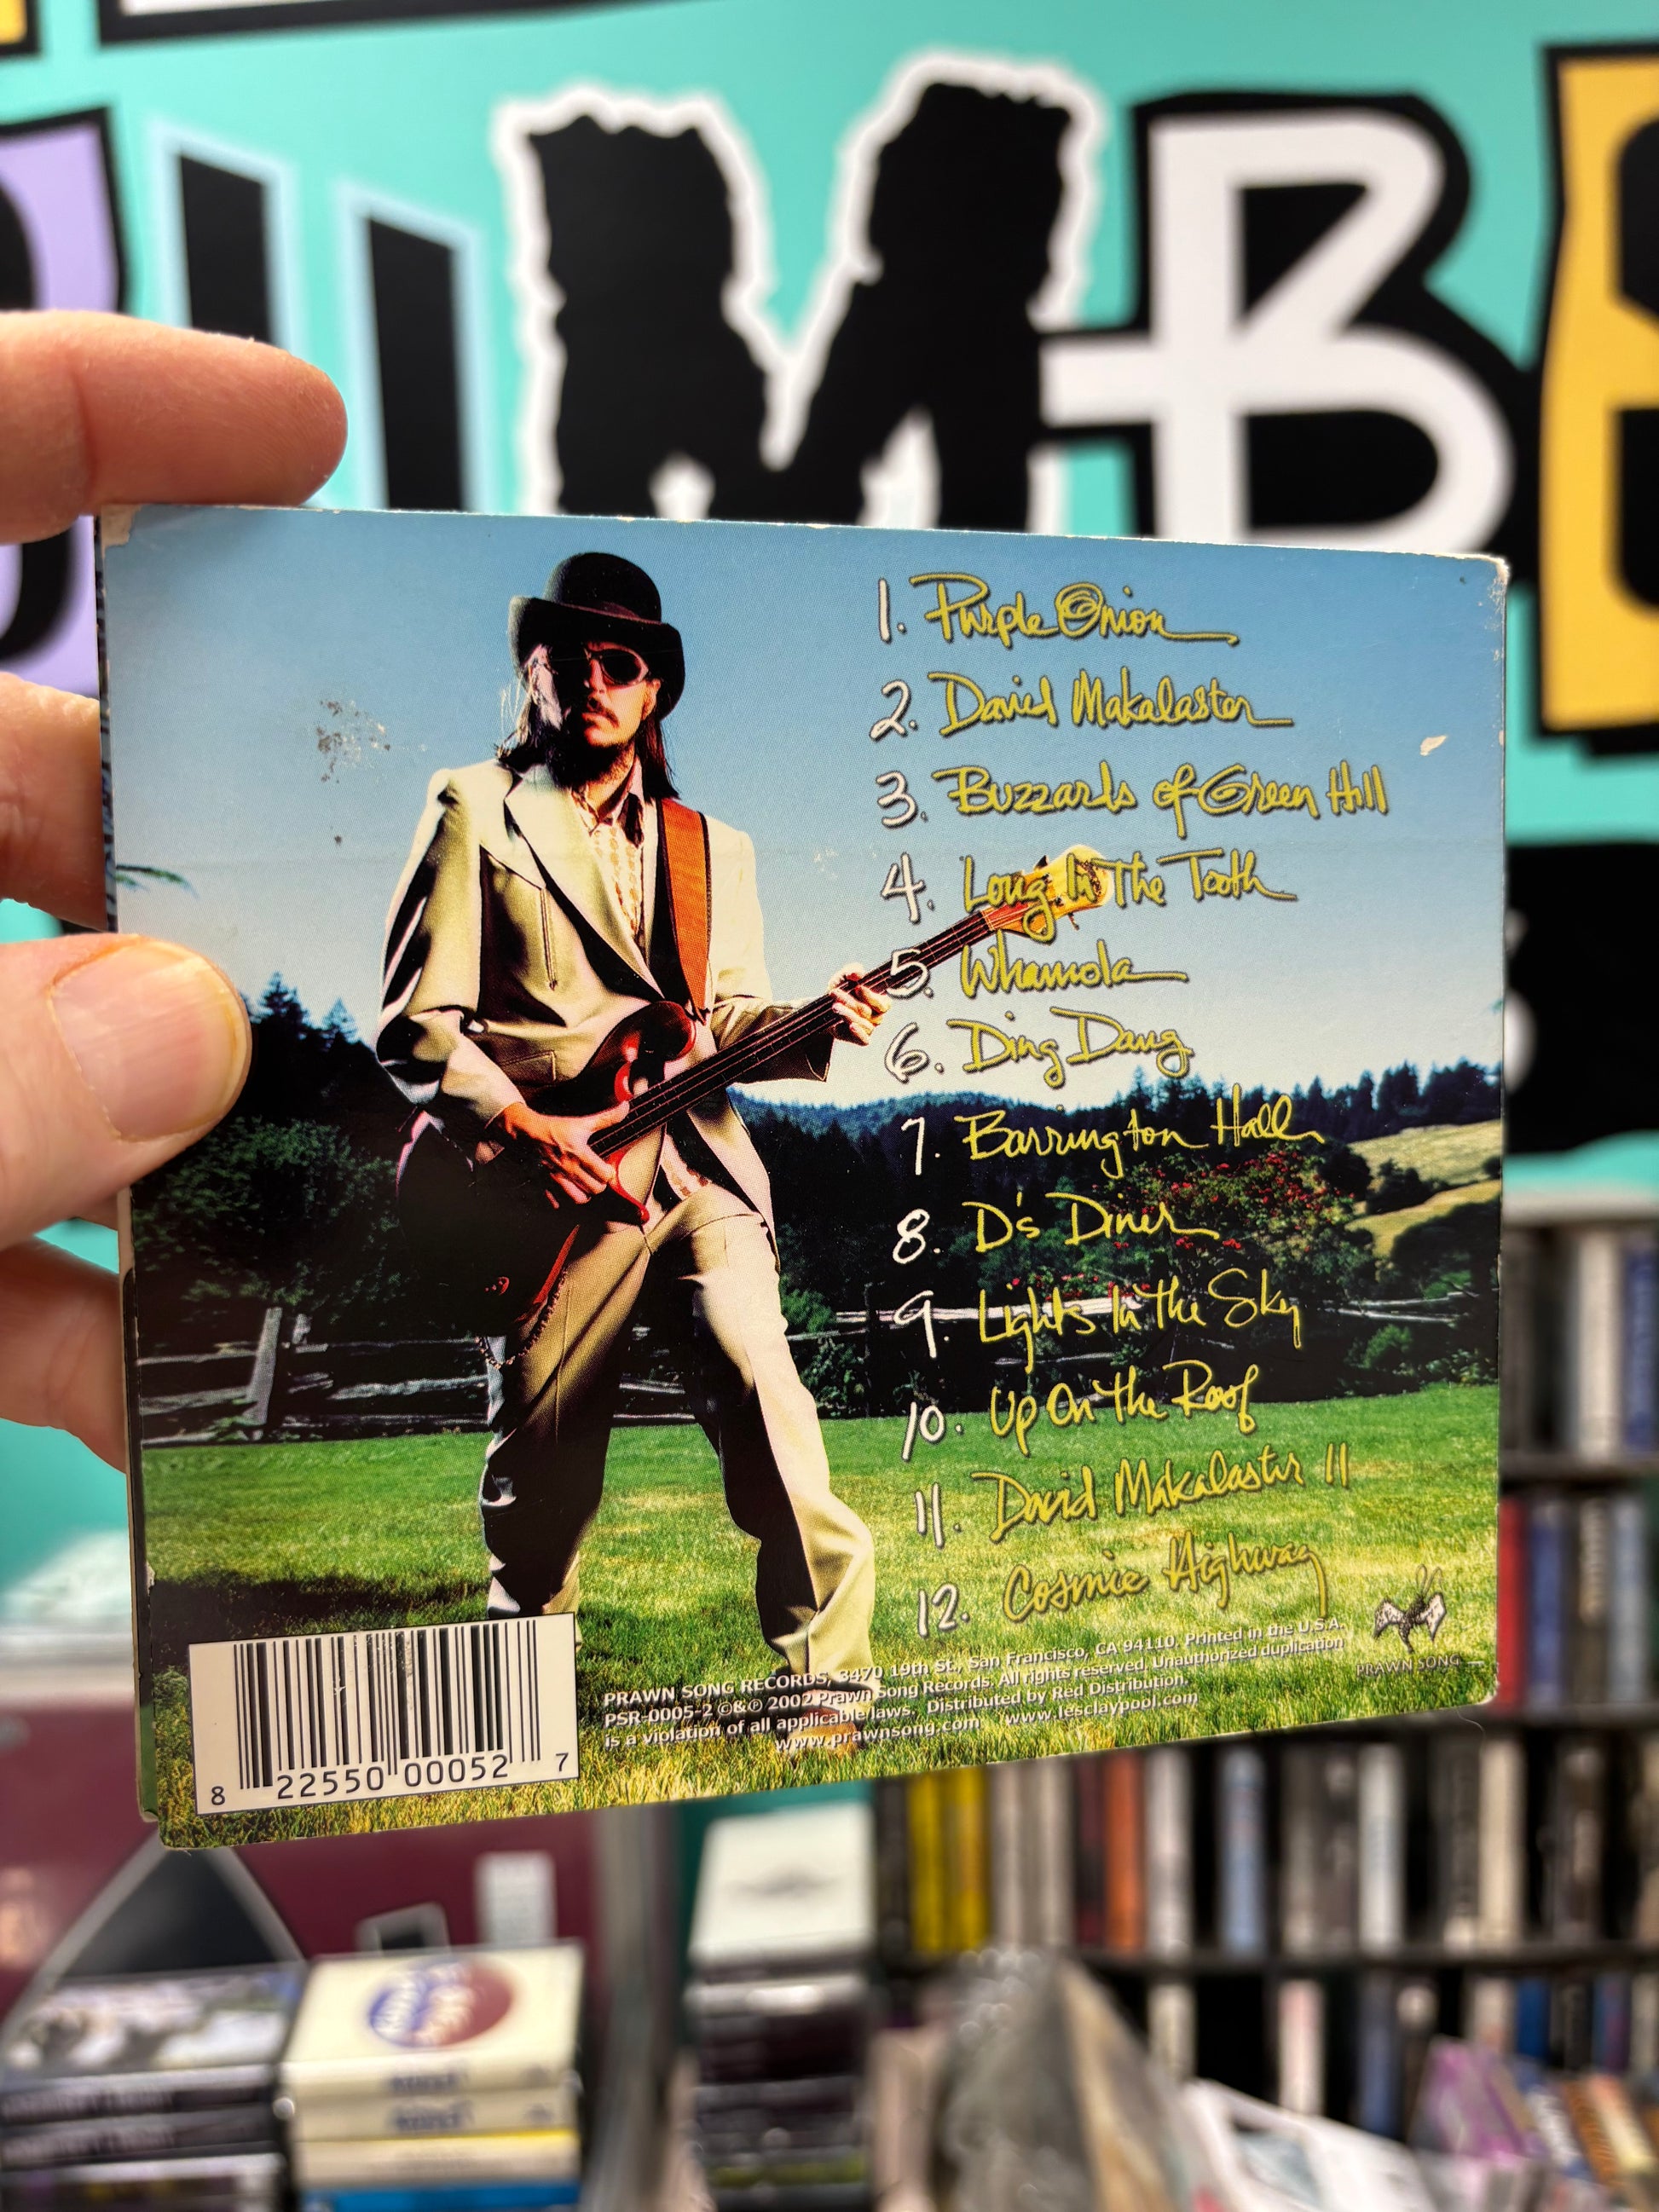 UMB
1. Purple Onion
2. David Makalaster
3. Buzzards of Green Hill
4. Long In The Tooth
5. Whamola
6. Ding Dang
7. Barrington Hall
8. D's Diner
9. Lights In The Sky
10. Up On The Roof
11. David Makalaster II
12. Cosmic Highway
PRAWN SONG RECORDS, 3470 19th St., San Francisco, CA 94110. Printed in the U.S.A.
PSR-0005-2 ©&℗ 2002 Prawn Song Records. All rights reserved. Unauthorized duplication
is a violation of all applicable laws. Distributed by Red Distribution.
www.prawnsong.com www.lesclaypool.com
PRAWN SONG
8 22550 00052 7